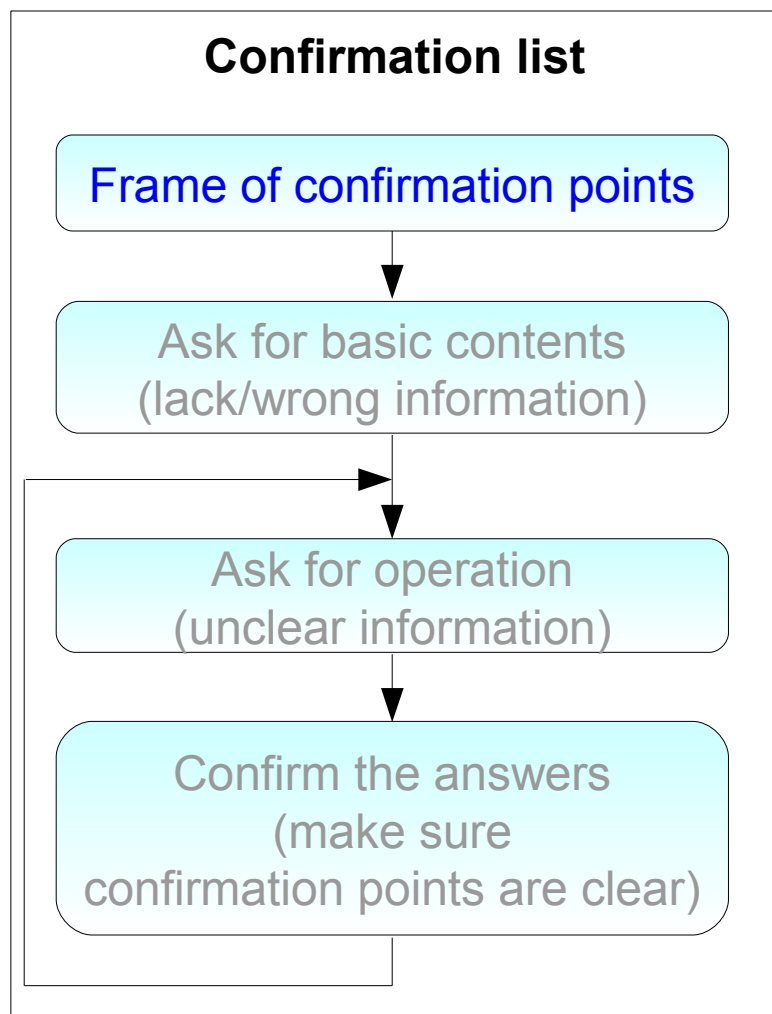 Confirmation list
Frame of confirmation points
Ask for basic contents
(lack/wrong information)
Ask for operation
(unclear information)
Confirm the answers
(make sure
confirmation points are clear)